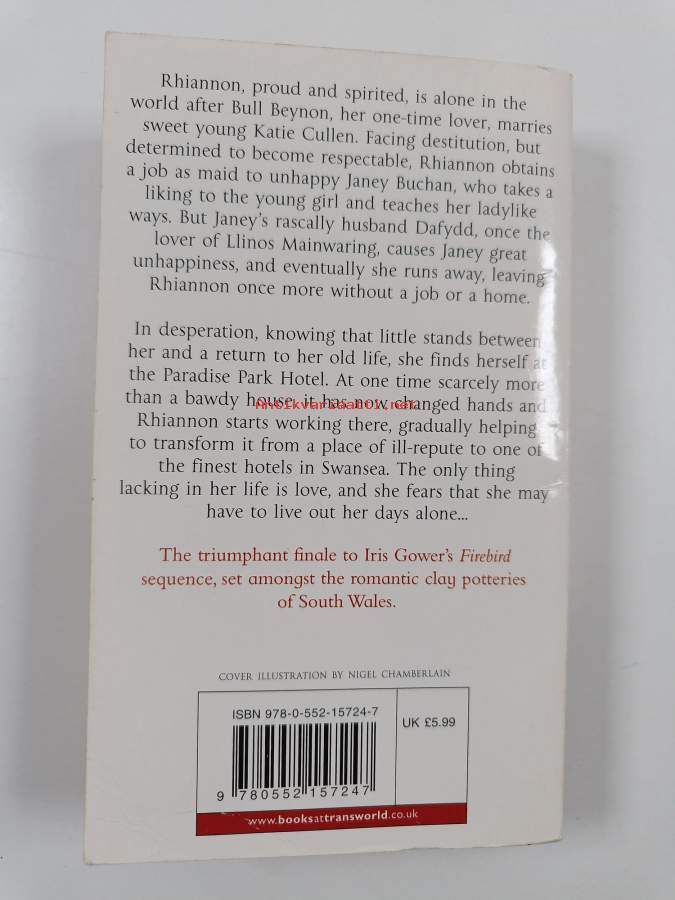 Rhiannon, proud and spirited, is alone in the
world after Bull Beynon, her one-time lover, marries
sweet young Katie Cullen. Facing destitution, but
determined to become respectable, Rhiannon obtains
a job as maid to unhappy Janey Buchan, who takes a
liking to the young girl and teaches her ladylike
ways. But Janey's rascally husband Dafydd, once the
lover of Llinos Mainwaring, causes Janey great
unhappiness, and eventually she runs away, leaving
Rhiannon once more without a job or a home.
In desperation, knowing that little stands between
her and a return to her old life, she finds herself at
the Paradise Park Hotel. At one time scarcely more
than a bawdy house, it has now changed hands and
Antikvariaatti.net
Rhiannon starts working there, gradually helping
to transform it from a place of ill-repute to one of
the finest hotels in Swansea. The only thing
lacking in her life is love, and she fears that she may
have to live out her days alone...
The triumphant finale to Iris Gower's Firebird
sequence, set amongst the romantic clay potteries
of South Wales.
COVER ILLUSTRATION BY NIGEL CHAMBERLAIN
ISBN 978-0-552-15724-7
UK £5.99
9 780552 157247
www.booksattransworld.co.uk